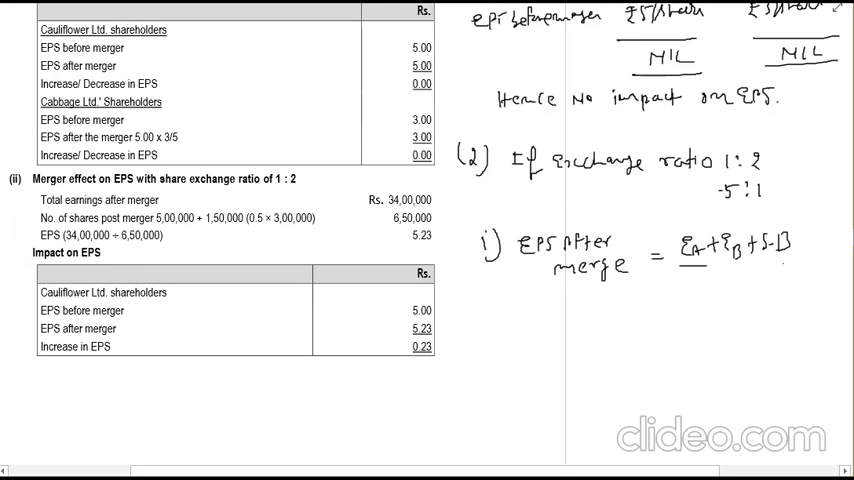 Rs.
Cauliflower Ltd. shareholders
EPS before merger 5.00
EPS after merger 5.00
Increase/ Decrease in EPS 0.00
Cabbage Ltd.' Shareholders
EPS before merger 3.00
EPS after the merger 5.00 x 3/5 3.00
Increase/ Decrease in EPS 0.00
(ii) Merger effect on EPS with share exchange ratio of 1 : 2
Total earnings after merger Rs. 34,00,000
No. of shares post merger 5,00,000 + 1,50,000 (0.5 × 3,00,000) 6,50,000
EPS (34,00,000 ÷ 6,50,000) 5.23
Impact on EPS
Rs.
Cauliflower Ltd. shareholders
EPS before merger 5.00
EPS after merger 5.23
Increase in EPS 0.23
EPS before merger ₹5/share ₹5/share
NIL NIL
Hence No impact on EPS.
(2) If Exchange ratio 1:2
.5:1
i) EPS After
merge = EA+EB+S.B
clideo.com